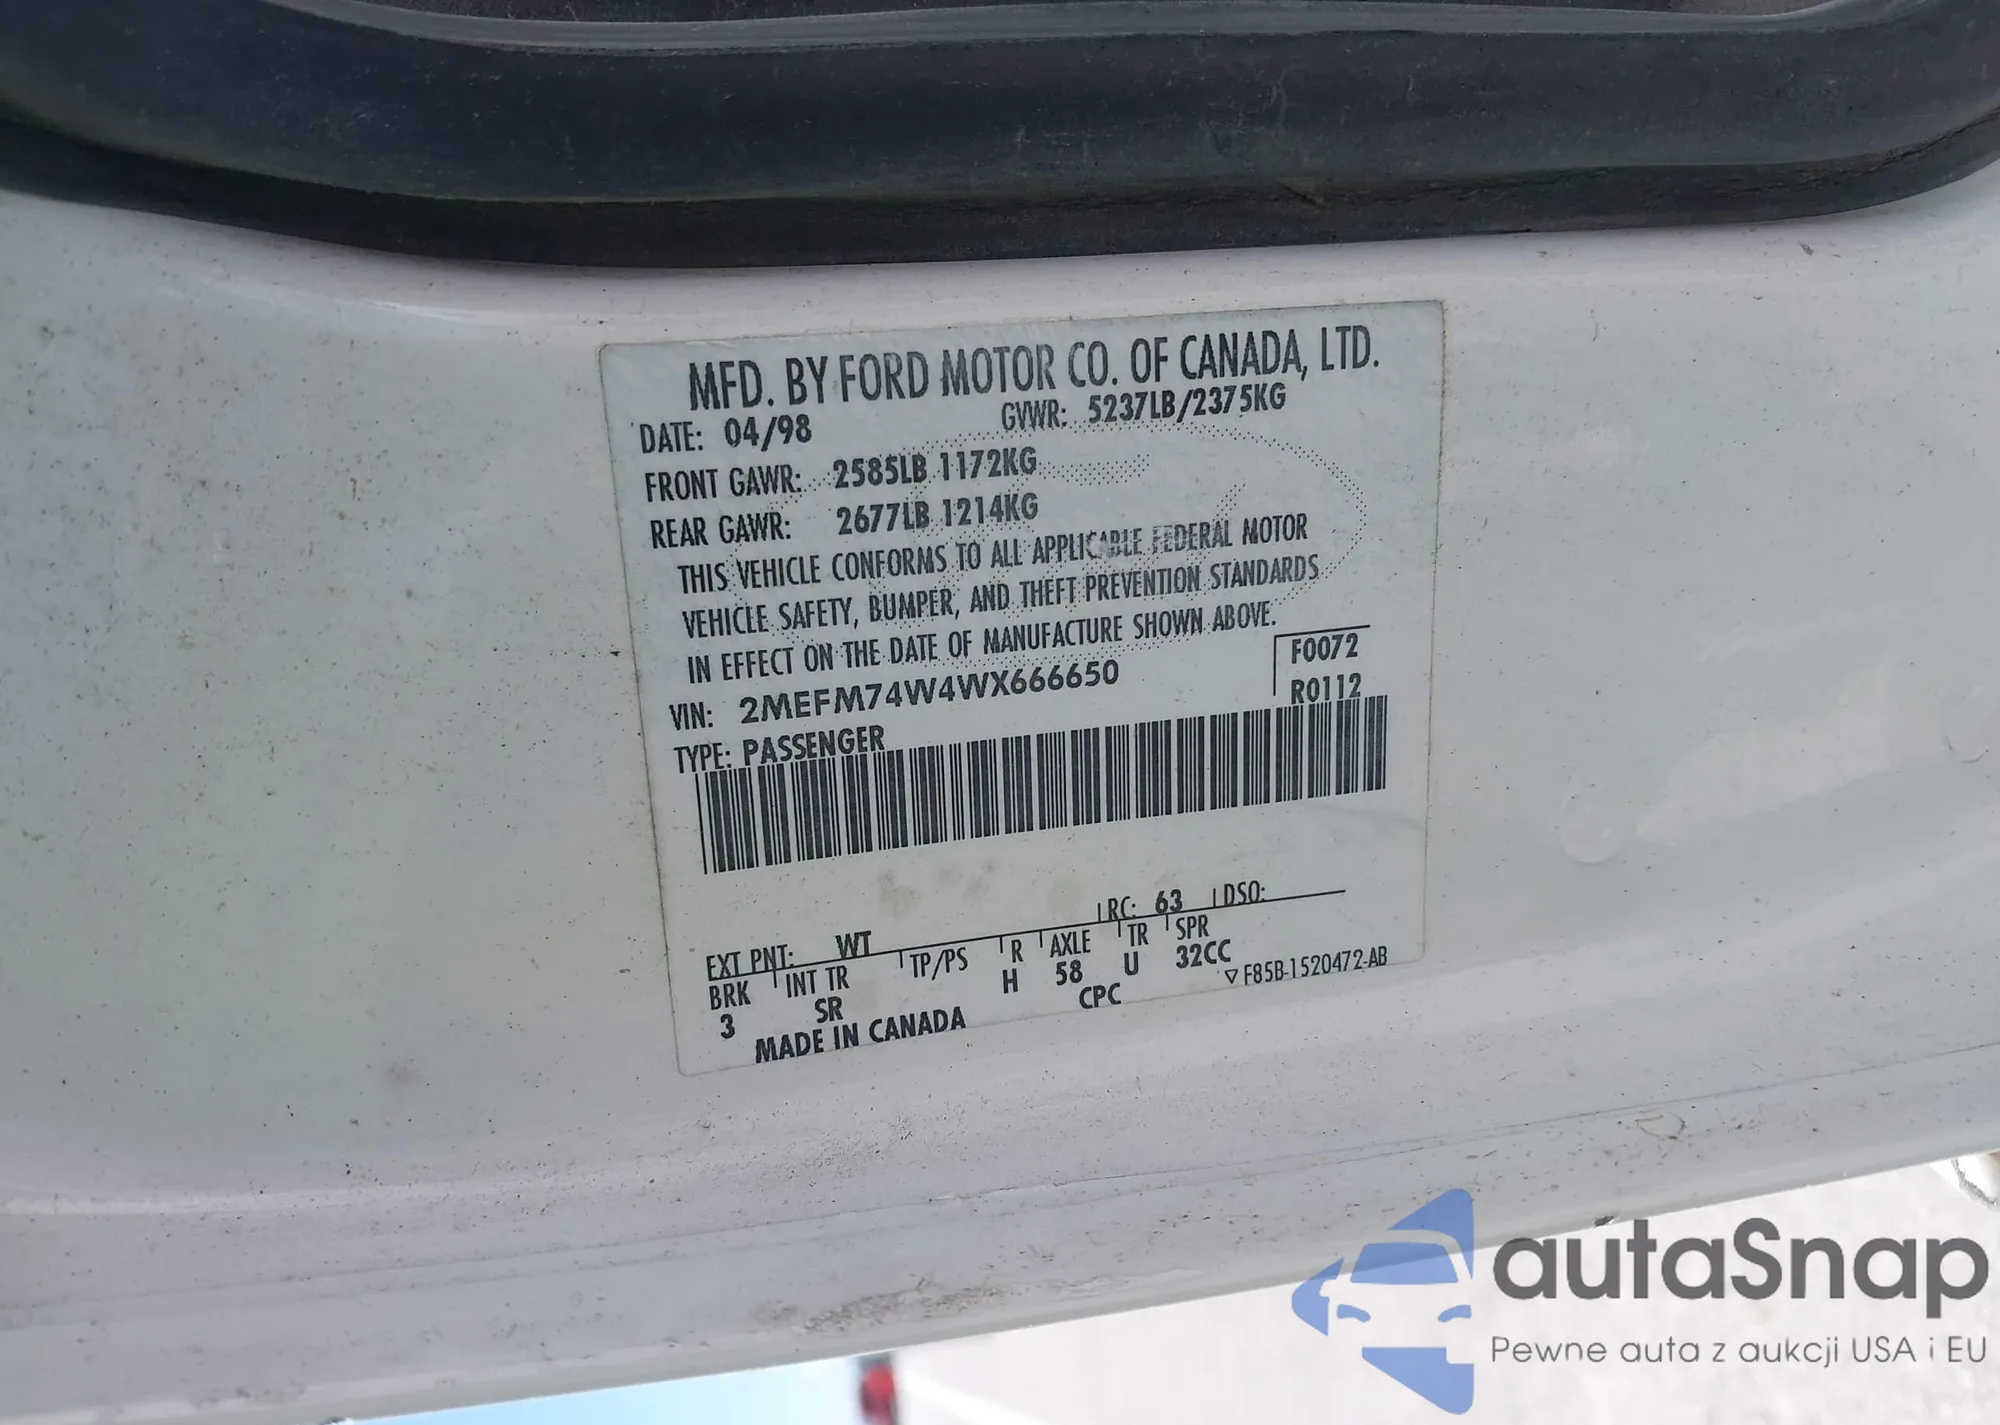 MFD. BY FORD MOTOR CO. OF CANADA, LTD.
DATE: 04/98 GVWR: 5237LB/2375KG
FRONT GAWR: 2585LB 1172KG
REAR GAWR: 2677LB 1214KG
THIS VEHICLE CONFORMS TO ALL APPLICABLE FEDERAL MOTOR
VEHICLE SAFETY, BUMPER, AND THEFT PREVENTION STANDARDS
IN EFFECT ON THE DATE OF MANUFACTURE SHOWN ABOVE.
VIN: 2MEFM74W4WX666650 F0072
TYPE: PASSENGER R0112
EXT PNT: WT RC: 63 DSO:
BRK INT TR TP/PS R AXLE TR SPR
3 SR H 58 U 32CC
MADE IN CANADA CPC ▽F85B-1520472-AB
autaSnap
Pewne auta z aukcji USA i EU